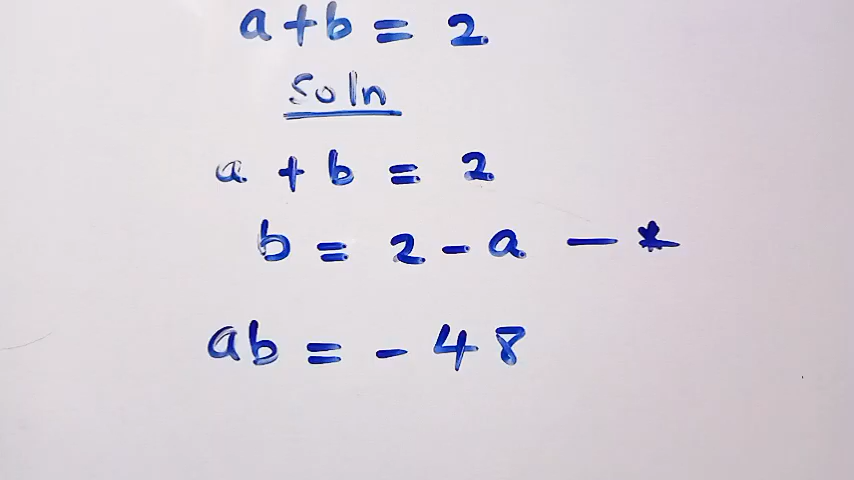 a + b = 2
Soln
a + b = 2
b = 2 - a — *
ab = - 48